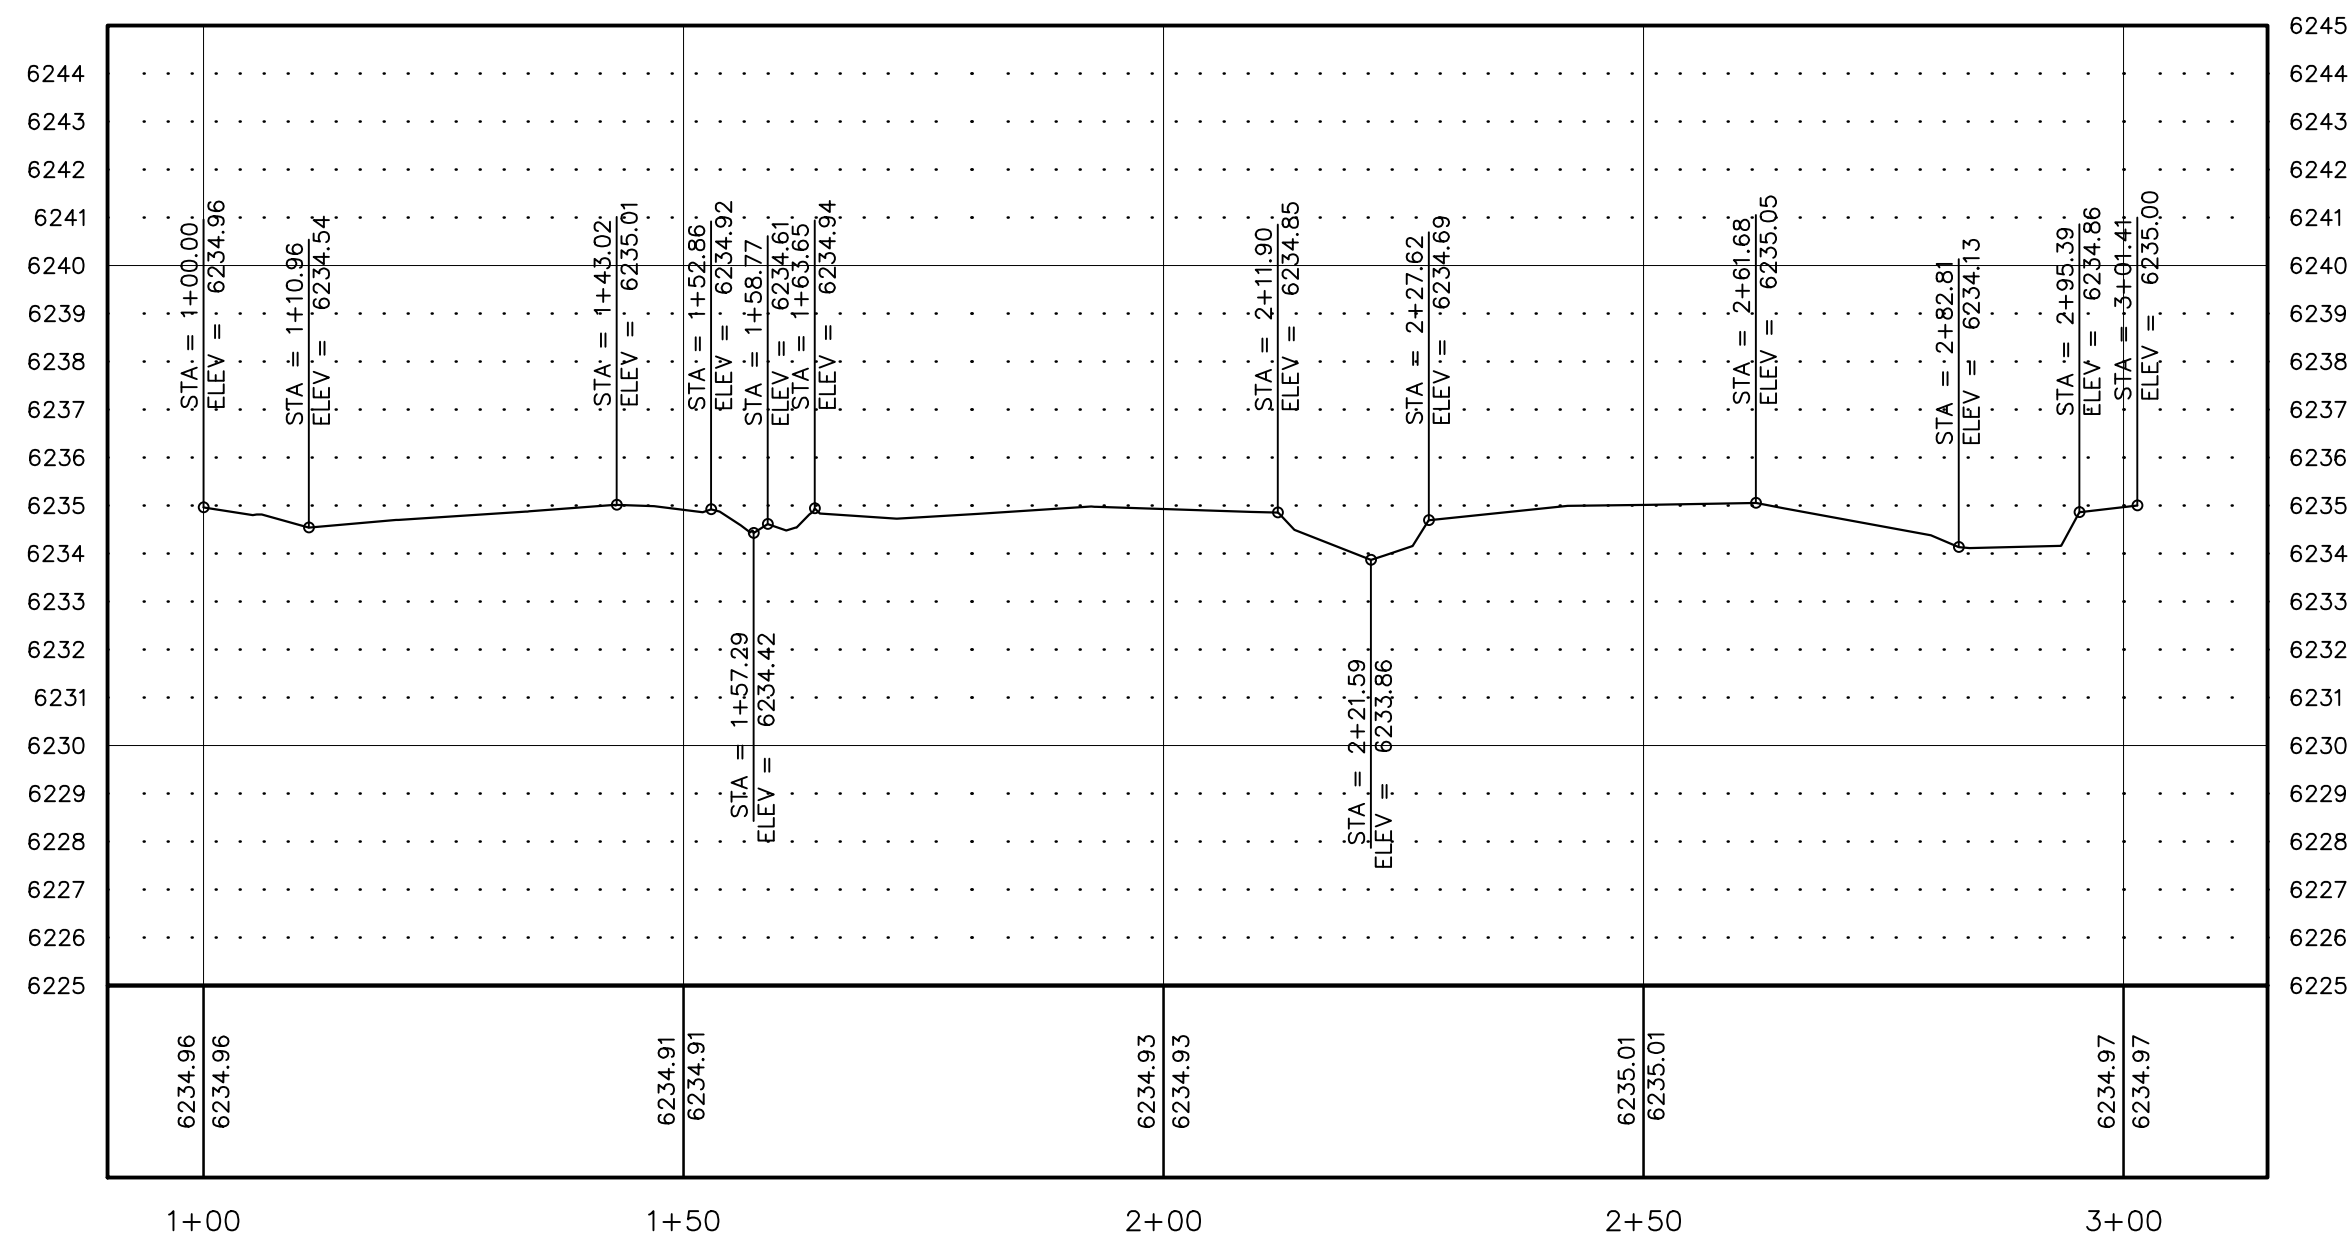 6245
6244
6244
6243
6243
6242
6242
6241
6241
6240
6240
6239
6239
6238
6238
6237
6237
6236
6236
6235
6235
6234
6234
6233
6233
6232
6232
6231
6231
6230
6230
6229
6229
6228
6228
6227
6227
6226
6226
6225
6225
STA = 1+00.00
ELEV = 6234.96
STA = 1+10.96
ELEV = 6234.54
STA = 1+43.02
ELEV = 6235.01
STA = 1+52.86
ELEV = 6234.92
STA = 1+57.29
ELEV = 6234.42
STA = 1+58.77
ELEV = 6234.61
STA = 1+63.65
ELEV = 6234.94
STA = 2+11.90
ELEV = 6234.85
STA = 2+21.59
ELEV = 6233.86
STA = 2+27.62
ELEV = 6234.69
STA = 2+61.68
ELEV = 6235.05
STA = 2+82.81
ELEV = 6234.13
STA = 2+95.39
ELEV = 6234.86
STA = 3+01.41
ELEV = 6235.00
6234.96
6234.96
6234.91
6234.91
6234.93
6234.93
6235.01
6235.01
6234.97
6234.97
1+00
1+50
2+00
2+50
3+00